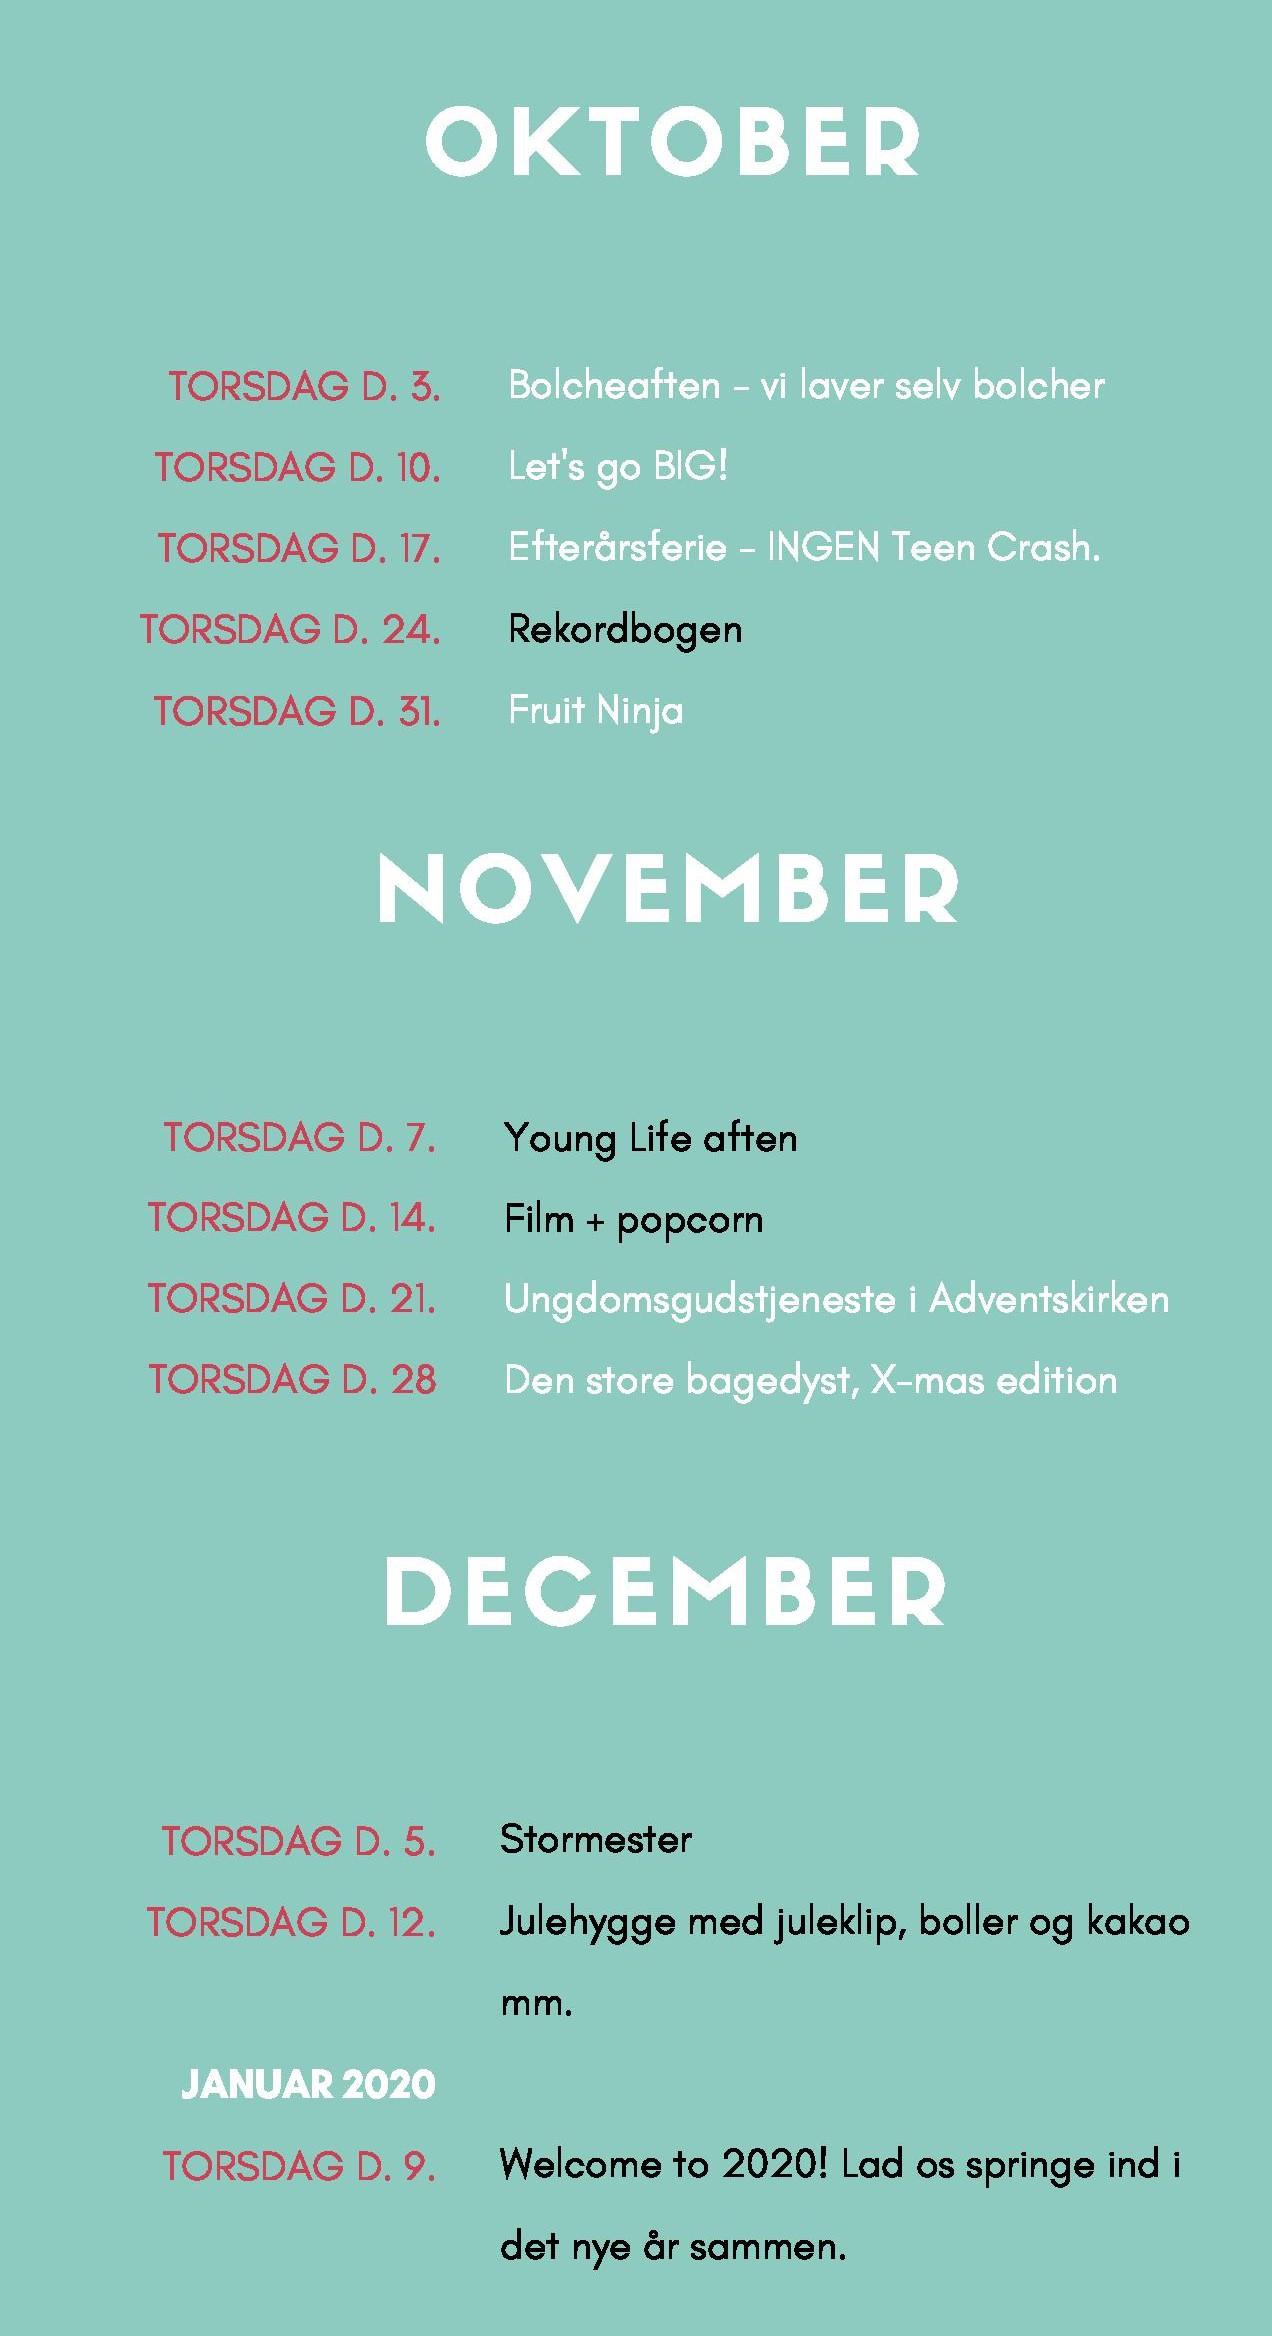 OKTOBER
TORSDAG D. 3. Bolcheaften - vi laver selv bolcher
TORSDAG D. 10. Let's go BIG!
TORSDAG D. 17. Efterårsferie - INGEN Teen Crash.
TORSDAG D. 24. Rekordbogen
TORSDAG D. 31. Fruit Ninja
NOVEMBER
TORSDAG D. 7. Young Life aften
TORSDAG D. 14. Film + popcorn
TORSDAG D. 21. Ungdomsgudstjeneste i Adventskirken
TORSDAG D. 28 Den store bagedyst, X-mas edition
DECEMBER
TORSDAG D. 5. Stormester
TORSDAG D. 12. Julehygge med juleklip, boller og kakao
mm.
JANUAR 2020
TORSDAG D. 9. Welcome to 2020! Lad os springe ind i
det nye år sammen.